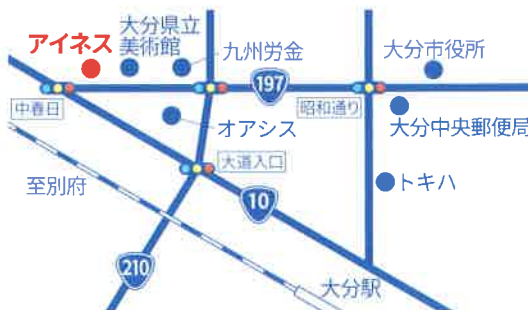 大分県立
美術館
アイネス
九州労金
大分市役所
197
中春日
昭和通り
オアシス
大分中央郵便局
大道入口
トキハ
至別府
10
210
大分駅